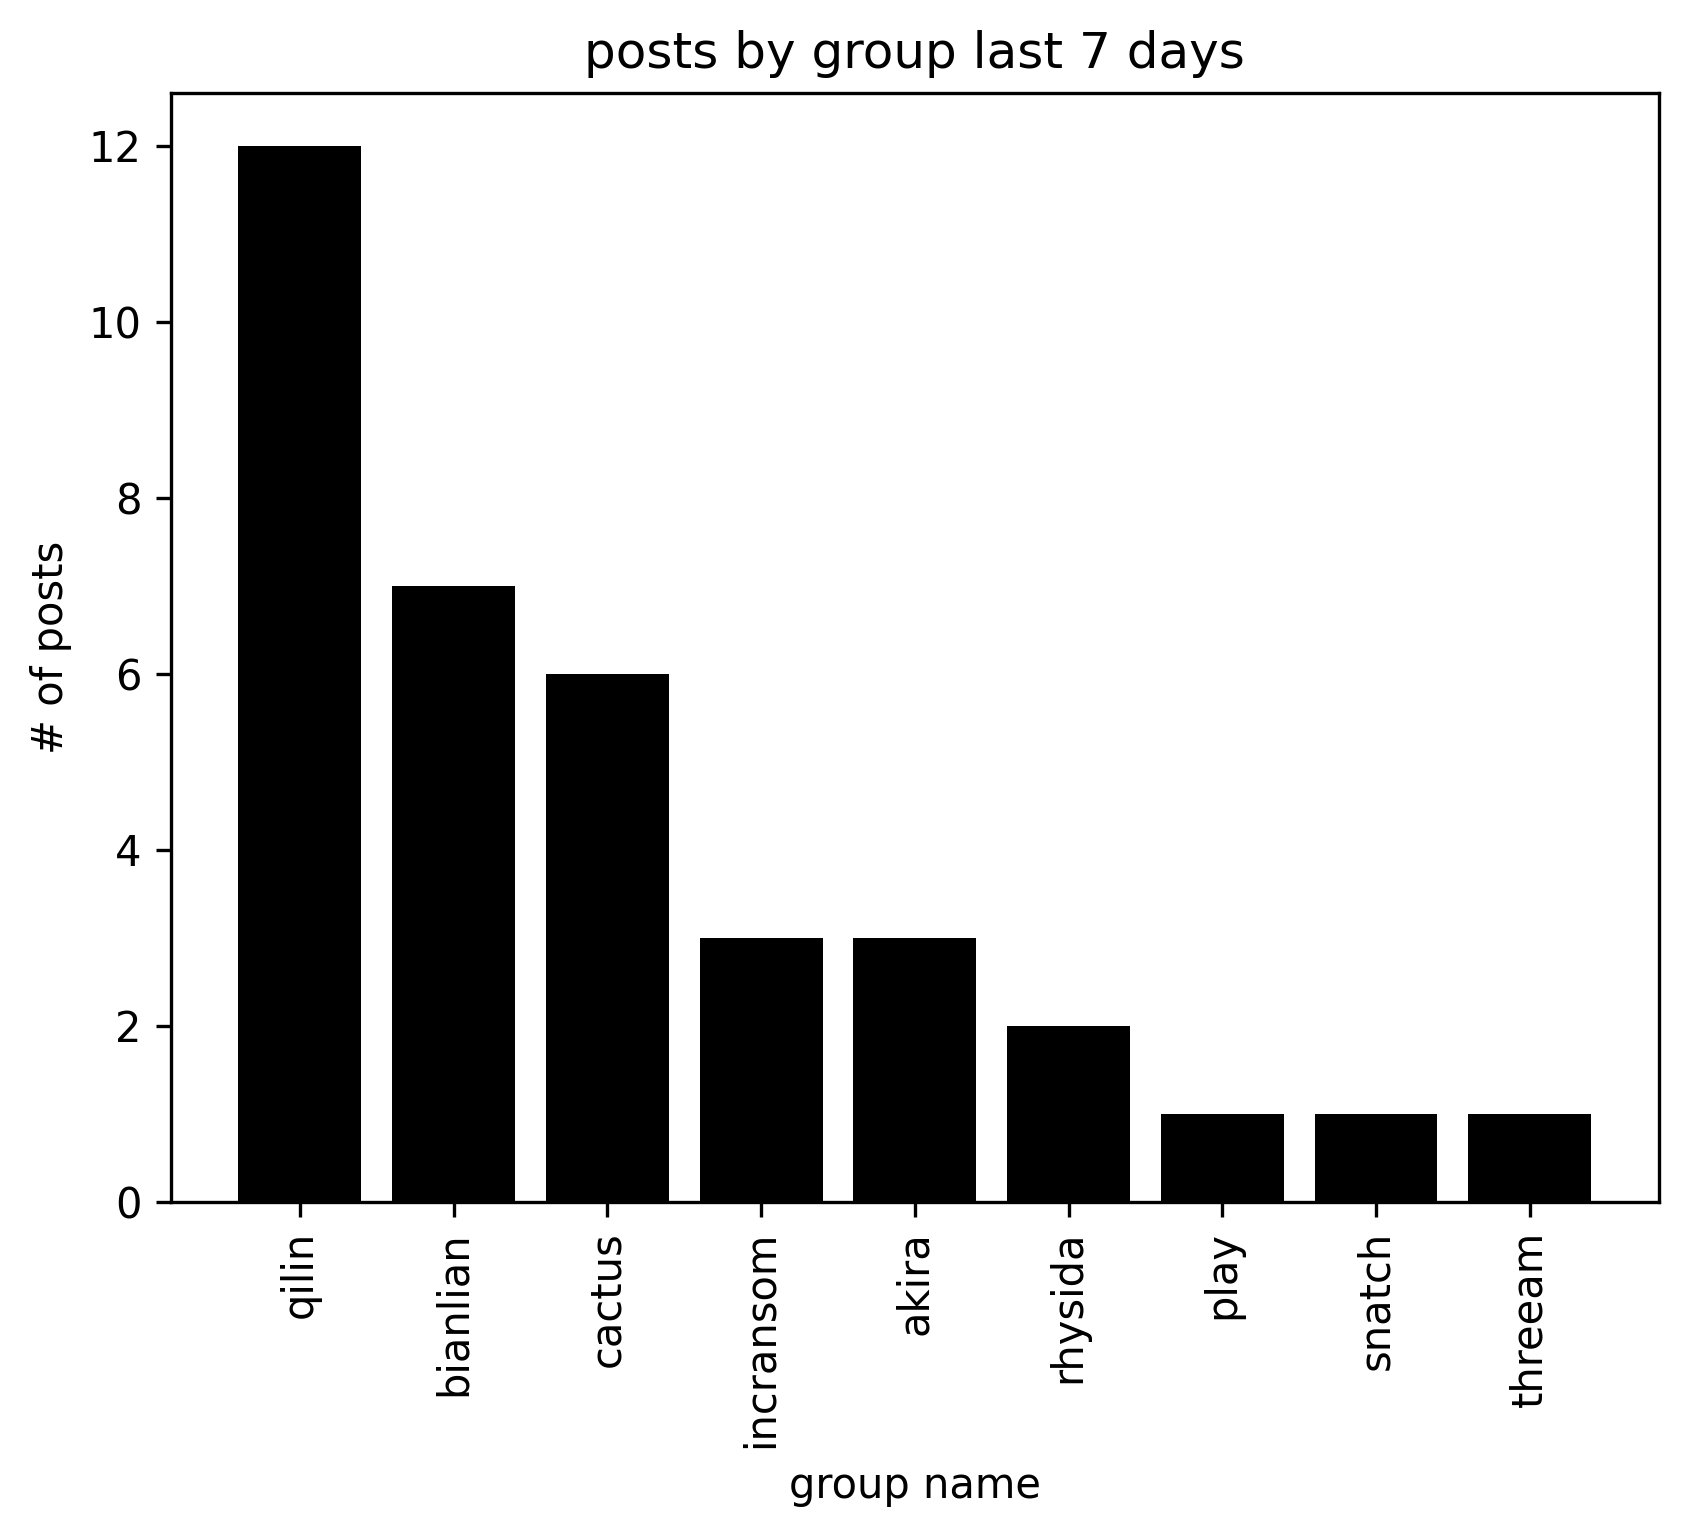 posts by group last 7 days
# of posts
12
10
8
6
4
2
0
qilin
bianlian
cactus
incransom
akira
rhysida
play
snatch
threeam
group name